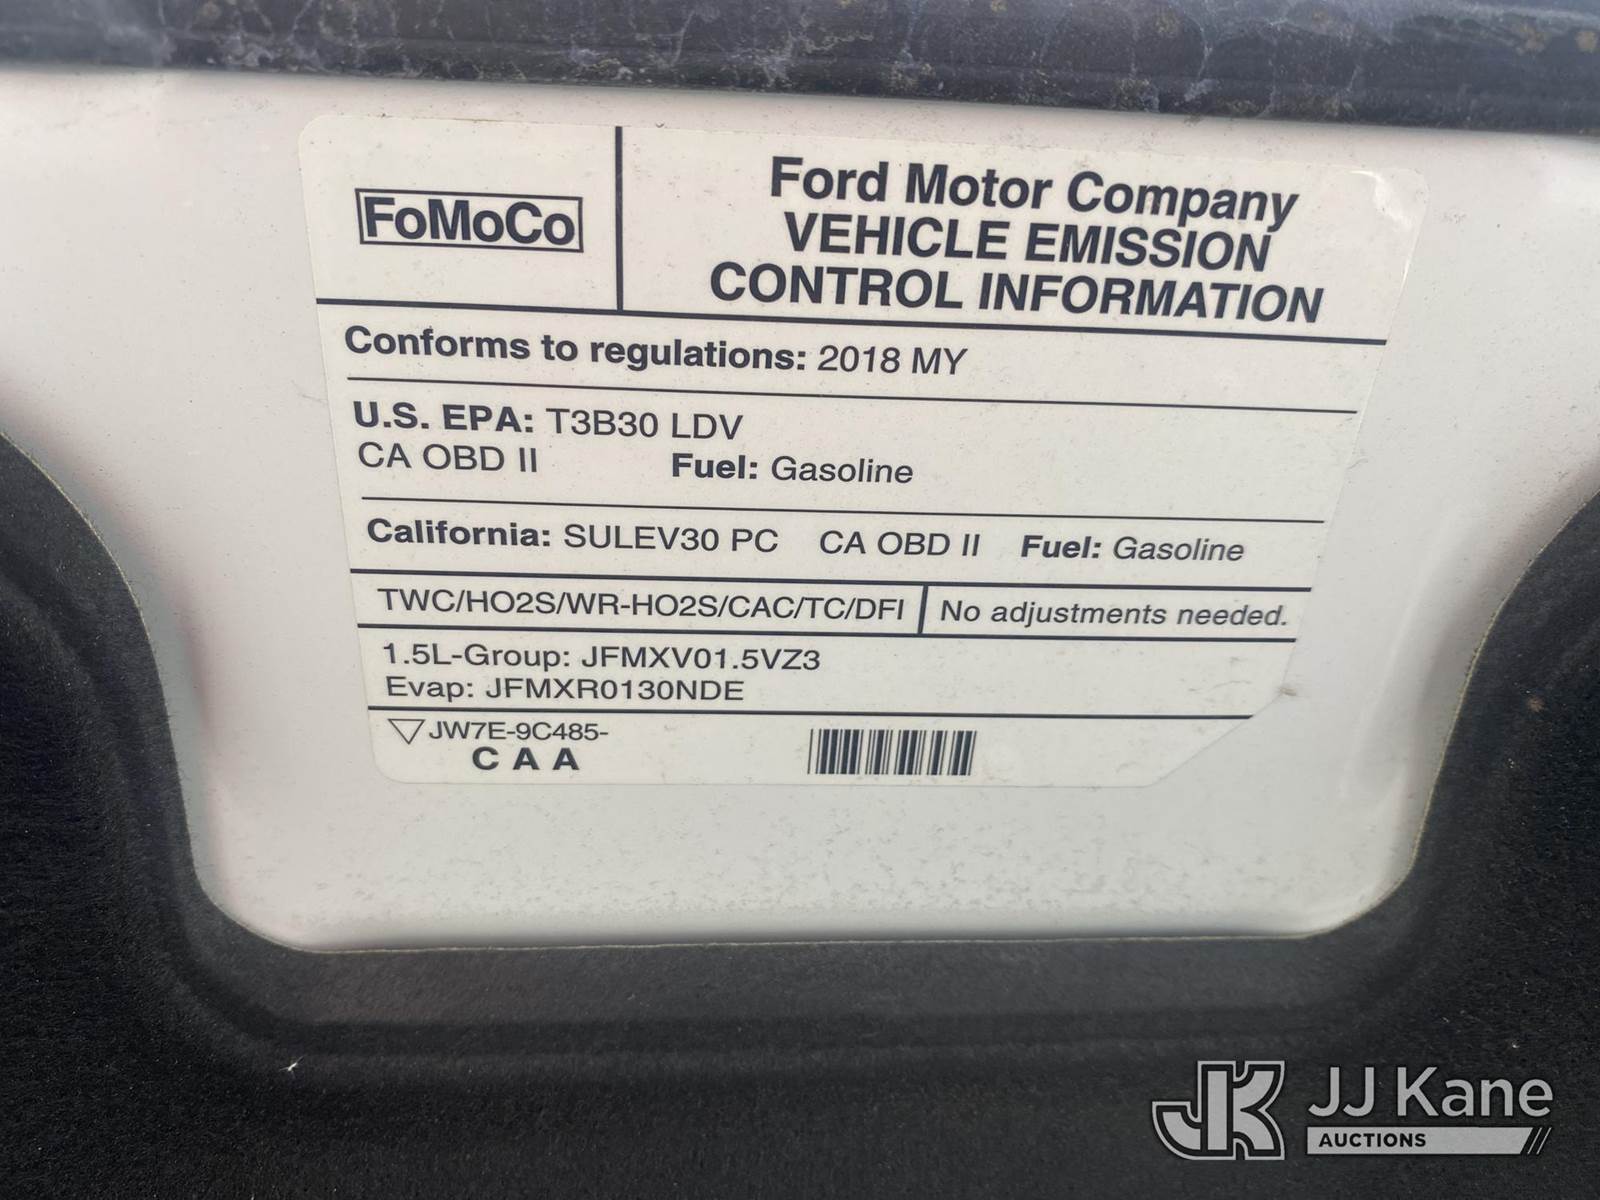 FoMoCo
Ford Motor Company
VEHICLE EMISSION
CONTROL INFORMATION
Conforms to regulations: 2018 MY
U.S. EPA: T3B30 LDV
CA OBD II Fuel: Gasoline
California: SULEV30 PC CA OBD II Fuel: Gasoline
TWC/HO2S/WR-HO2S/CAC/TC/DFI No adjustments needed.
1.5L-Group: JFMXV01.5VZ3
Evap: JFMXR0130NDE
JW7E-9C485-
C A A
JK JJ Kane
AUCTIONS